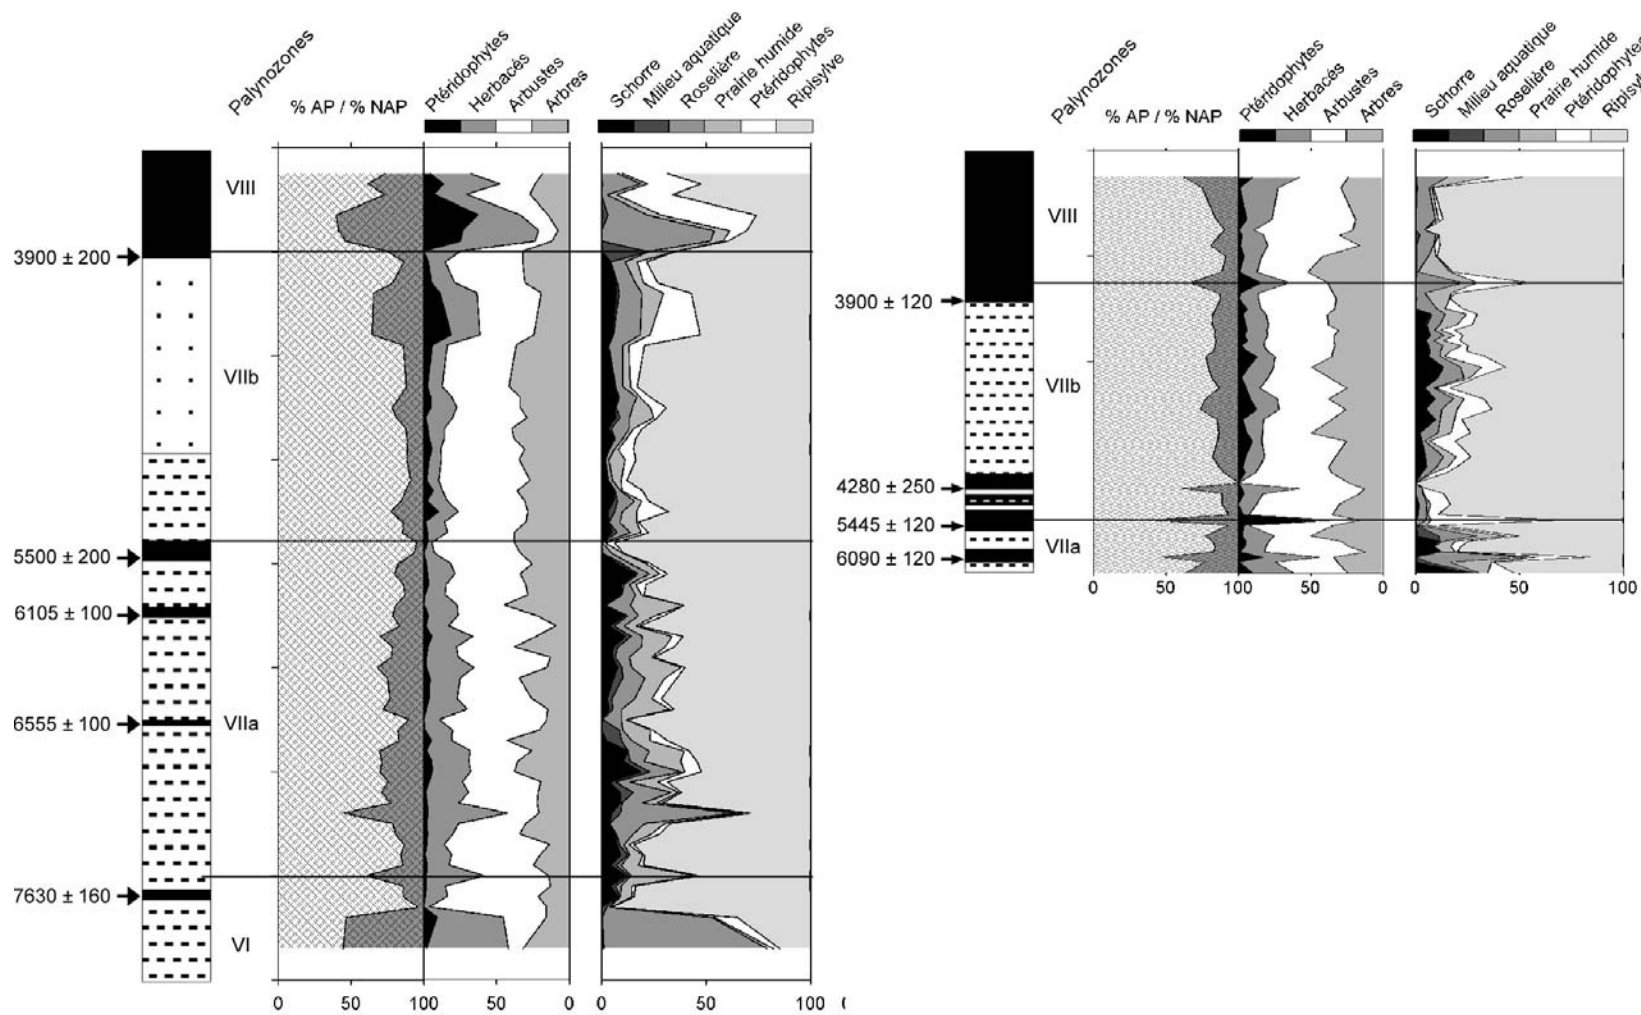 Palynozones
% AP / % NAP
Ptéridophytes
Herbacés
Arbustes
Arbres
Schorre
Milieu aquatique
Roselière
Prairie humide
Ptéridophytes
Ripisylve
VIII
3900 ± 200
VIIb
5500 ± 200
6105 ± 100
6555 ± 100
VIIa
7630 ± 160
VI
0 50 100 50 0 0 50 100
Palynozones
% AP / % NAP
Ptéridophytes
Herbacés
Arbustes
Arbres
Schorre
Milieu aquatique
Roselière
Prairie humide
Ptéridophytes
VIII
3900 ± 120
VIIb
4280 ± 250
5445 ± 120
VIIa
6090 ± 120
0 50 100 50 0 0 50 100